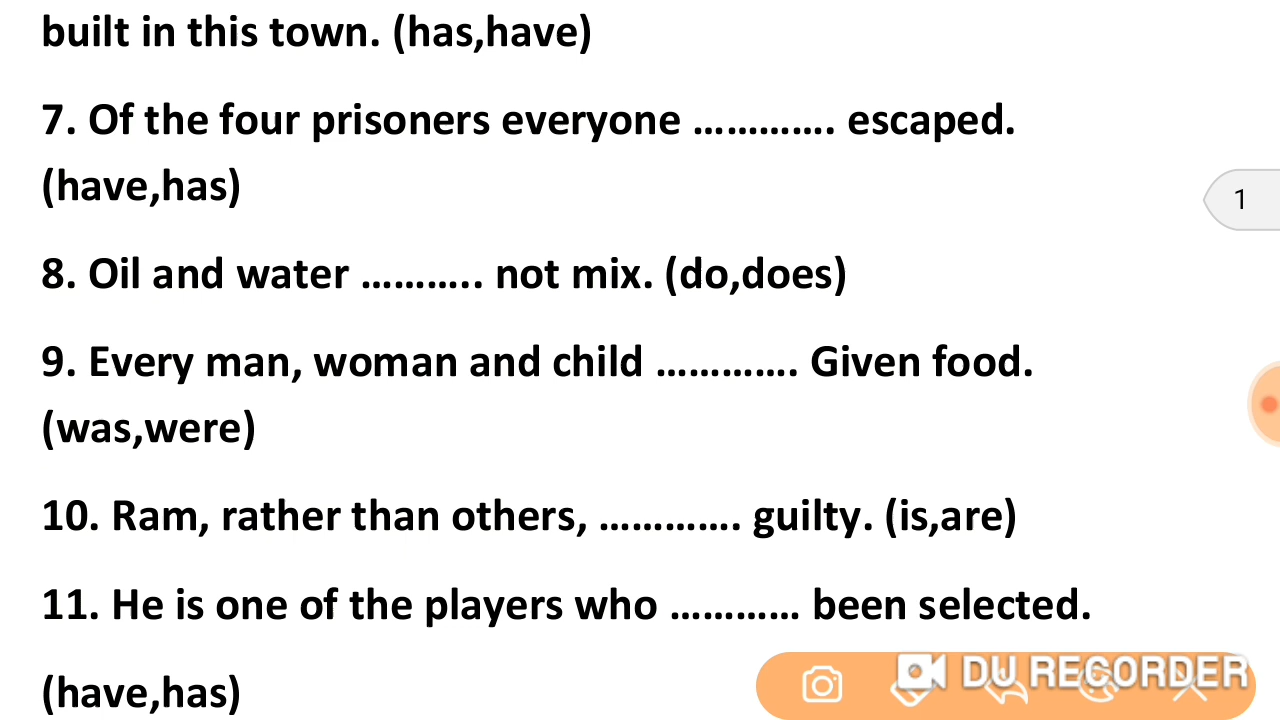 built in this town. (has,have)
7. Of the four prisoners everyone …………. escaped.
(have,has)
1
8. Oil and water ……….. not mix. (do,does)
9. Every man, woman and child …………. Given food.
(was,were)
10. Ram, rather than others, …………. guilty. (is,are)
11. He is one of the players who ………… been selected.
(have,has)
DU RECORDER